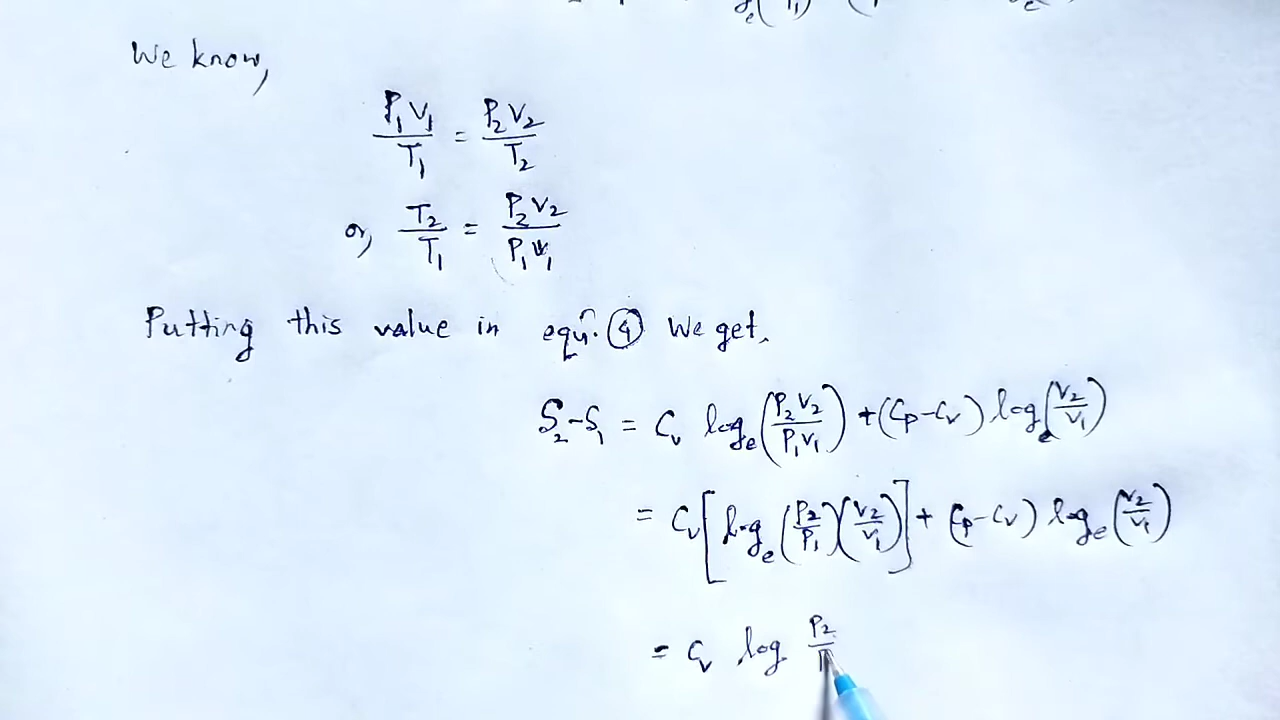 We know,
P₁V₁/T₁ = P₂V₂/T₂
or, T₂/T₁ = P₂V₂/P₁V₁
Putting this value in equⁿ. ④ We get,
S₂-S₁ = Cᵥ logₑ(P₂V₂/P₁V₁) + (Cₚ-Cᵥ) logₑ(V₂/V₁)
= Cᵥ[logₑ(P₂/P₁)(V₂/V₁)] + (Cₚ-Cᵥ) logₑ(V₂/V₁)
= Cᵥ log P₂/